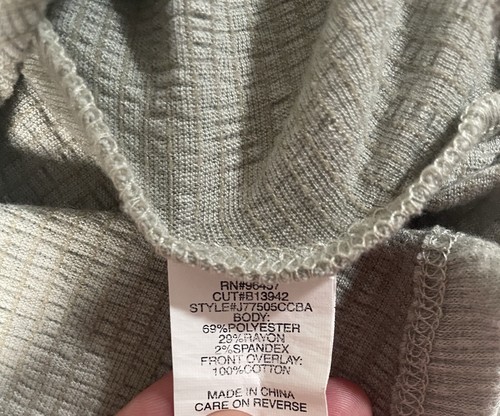 RN#96457
CUT#B13942
STYLE#J77505CCBA
BODY:
69%POLYESTER
29%RAYON
2%SPANDEX
FRONT OVERLAY:
100%COTTON
MADE IN CHINA
CARE ON REVERSE